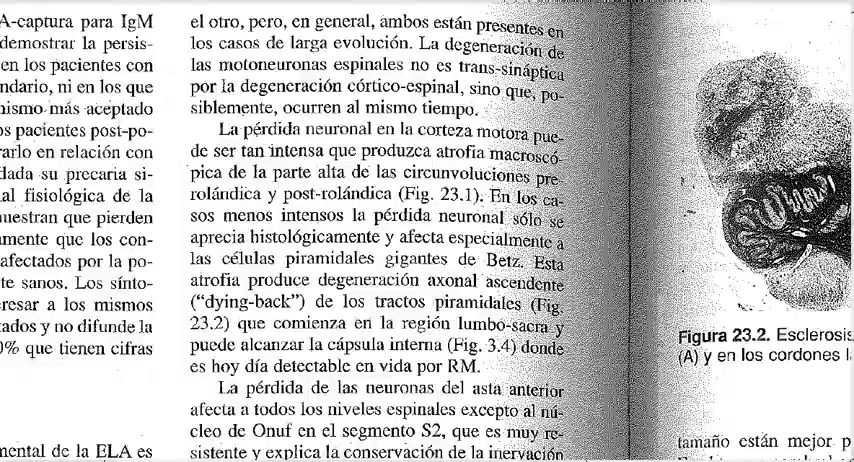 A-captura para IgM
demostrar la persis-
en los pacientes con
ndario, ni en los que
nismo más aceptado
os pacientes post-po-
rarlo en relación con
dada su precaria si-
al fisiológica de la
uestran que pierden
amente que los con-
afectados por la po-
te sanos. Los sínto-
resar a los mismos
tados y no difunde la
0% que tienen cifras
mental de la ELA es
el otro, pero, en general, ambos están presentes en
los casos de larga evolución. La degeneración de
las motoneuronas espinales no es trans-sináptica
por la degeneración córtico-espinal, sino que, po-
siblemente, ocurren al mismo tiempo.
La pérdida neuronal en la corteza motora pue-
de ser tan intensa que produzca atrofia macroscó-
pica de la parte alta de las circunvoluciones pre-
rolándica y post-rolándica (Fig. 23.1). En los ca-
sos menos intensos la pérdida neuronal sólo se
aprecia histológicamente y afecta especialmente a
las células piramidales gigantes de Betz. Esta
atrofia produce degeneración axonal ascendente
(“dying-back”) de los tractos piramidales (Fig.
23.2) que comienza en la región lumbo-sacra y
puede alcanzar la cápsula interna (Fig. 3.4) donde
es hoy día detectable en vida por RM.
La pérdida de las neuronas del asta anterior
afecta a todos los niveles espinales excepto al nú-
cleo de Onuf en el segmento S2, que es muy re-
sistente y explica la conservación de la inervación
Figura 23.2. Esclerosis
(A) y en los cordones l
tamaño están mejor p